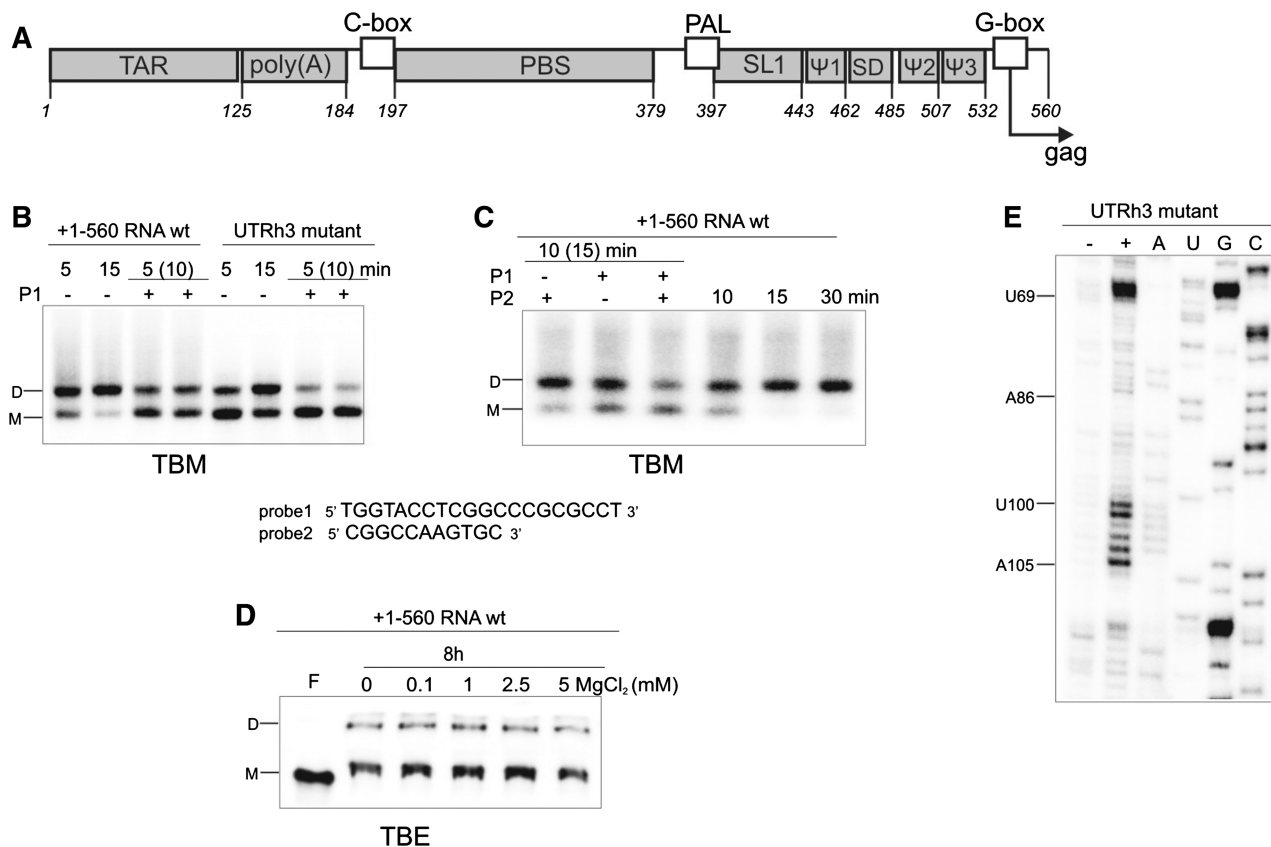 A
C-box PAL G-box
TAR poly(A) PBS SL1 Ψ1 SD Ψ2 Ψ3
1 125 184 197 379 397 443 462 485 507 532 560
gag
B
+1-560 RNA wt UTRh3 mutant
5 15 5 (10) 5 15 5 (10) min
P1 - - + + - - + +
D
M
TBM
C
+1-560 RNA wt
10 (15) min
P1 - + +
P2 + - + 10 15 30 min
D
M
TBM
probe1 5' TGGTACCTCGGCCCGCGCCT 3'
probe2 5' CGGCCAAGTGC 3'
D
+1-560 RNA wt
8h
F 0 0.1 1 2.5 5 MgCl₂ (mM)
D
M
TBE
E
UTRh3 mutant
- + A U G C
U69
A86
U100
A105